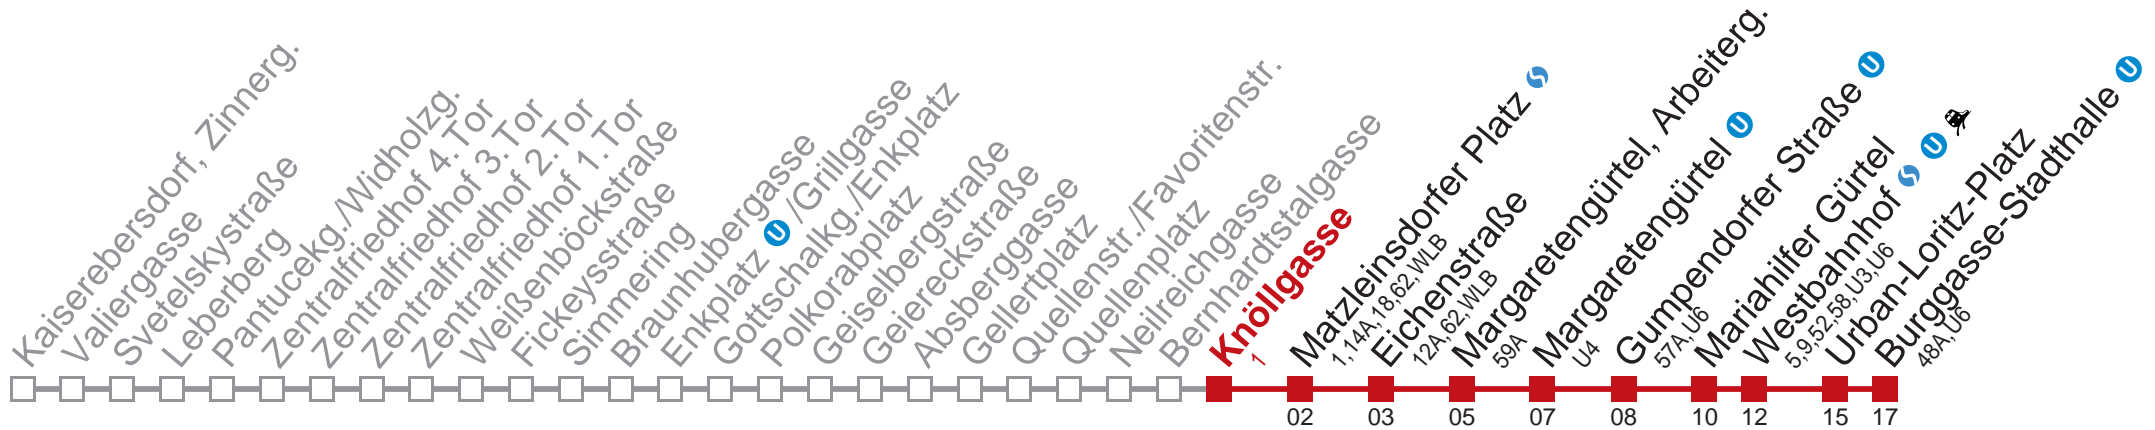 Kaiserebersdorf, Zinnerg.
Valiergasse
Svetelskystraße
Leberberg
Pantucekg./Widholzg.
Zentralfriedhof 4. Tor
Zentralfriedhof 3. Tor
Zentralfriedhof 2. Tor
Zentralfriedhof 1. Tor
Weißenböckstraße
Fickeysstraße
Simmering
Braunhubergasse
Enkplatz U /Grillgasse
Gottschalkg./Enkplatz
Polkorabplatz
Geiselbergstraße
Geiereckstraße
Absberggasse
Gellertplatz
Quellenstr./Favoritenstr.
Quellenplatz
Neilreichgasse
Bernhardtstalgasse
Knöllgasse
1
Matzleinsdorfer Platz S
1,14A,18,62,WLB
02
Eichenstraße
12A,62,WLB
03
Margaretengürtel, Arbeiterg.
59A
05
Margaretengürtel U
U4
07
Gumpendorfer Straße U
57A,U6
08
Mariahilfer Gürtel
10
Westbahnhof S U
5,9,52,58,U3,U6
12
Urban-Loritz-Platz
15
Burggasse-Stadthalle U
48A,U6
17